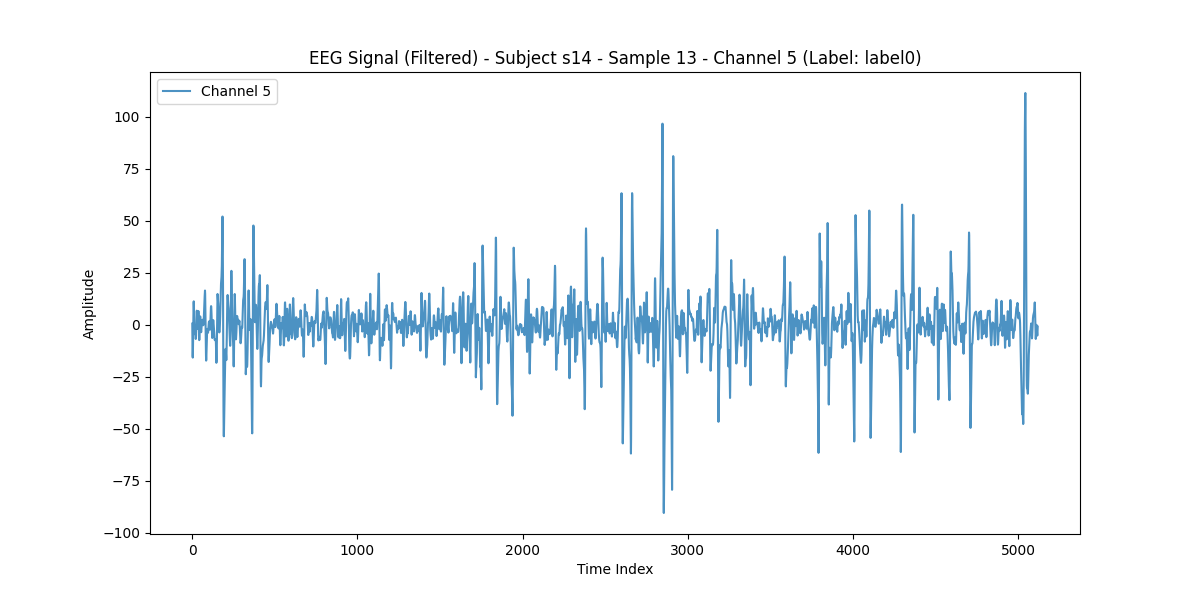 EEG Signal (Filtered) - Subject s14 - Sample 13 - Channel 5 (Label: label0)
Channel 5
100
75
50
25
0
−25
−50
−75
−100
Amplitude
0 1000 2000 3000 4000 5000
Time Index